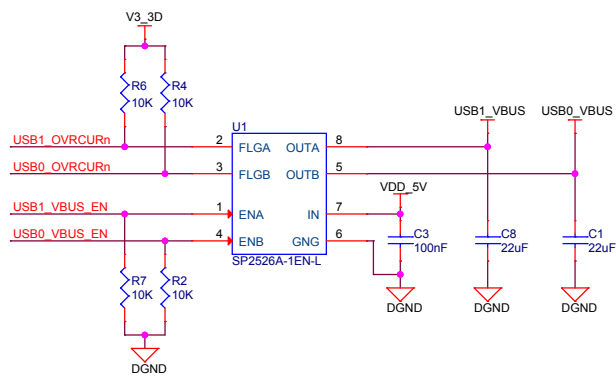 V3_3D
R6
10K
R4
10K
USB1_OVRCURn
USB0_OVRCURn
USB1_VBUS_EN
USB0_VBUS_EN
U1
2 FLGA OUTA 8
3 FLGB OUTB 5
1 ENA IN 7
4 ENB GNG 6
SP2526A-1EN-L
USB1_VBUS
USB0_VBUS
VDD_5V
C3
100nF
C8
22uF
C1
22uF
R7
10K
R2
10K
DGND
DGND
DGND
DGND